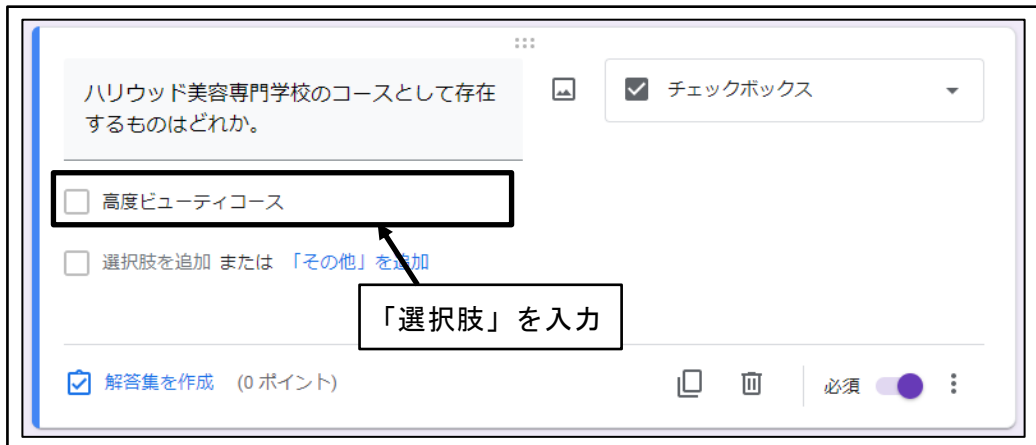 ハリウッド美容専門学校のコースとして存在
するものはどれか。
チェックボックス
高度ビューティコース
選択肢を追加 または 「その他」を追加
「選択肢」を入力
解答集を作成 (0 ポイント)
必須